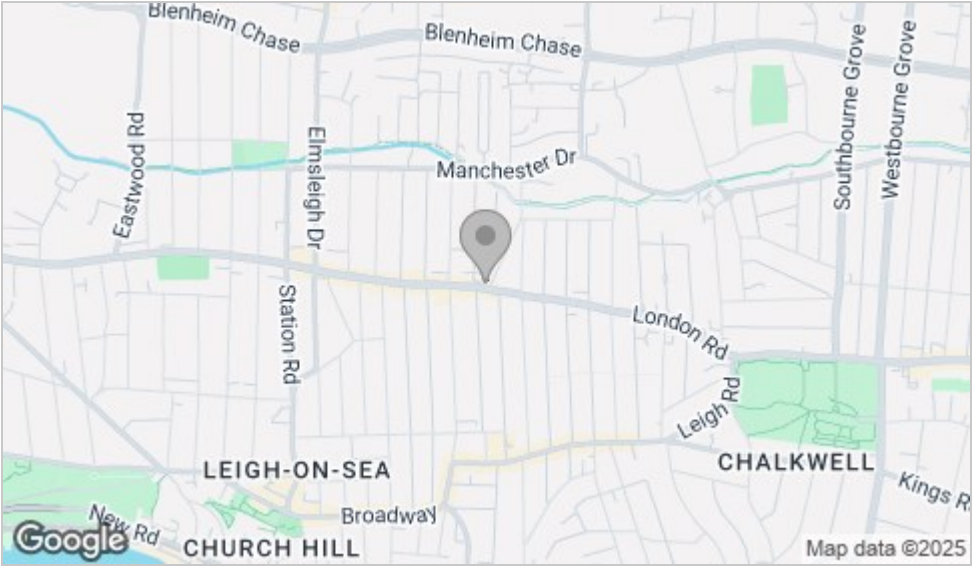 Blenheim Chase
Blenheim Chase
Southbourne Grove
Westbourne Grove
Eastwood Rd
Elmsleigh Dr
Manchester Dr
Station Rd
London Rd
Leigh Rd
LEIGH-ON-SEA
CHALKWELL
Kings R
Broadway
New Rd
CHURCH HILL
Google
Map data ©2025